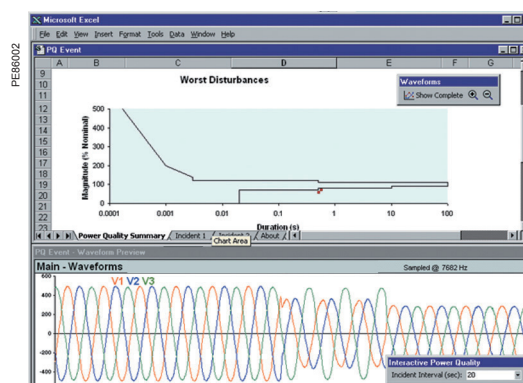 PE86002
Microsoft Excel
File Edit View Insert Format Tools Data Window Help
PQ Event
A B C D E F G
9
10
11
12
13
14
15
16
17
18
19
20
21
22
23
Worst Disturbances
Waveforms
Show Complete
Magnitude (% Nominal)
500
400
300
200
100
0
0.0001 0.001 0.01 0.1 1 10 100
Duration (s)
Power Quality Summary Incident 1 Incident 2 About
Chart Area
PQ Event - Waveform Preview
Main - Waveforms
Sampled @ 7682 Hz
V1 V2 V3
600
400
200
0
-200
-400
Interactive Power Quality
Incident Interval (sec): 20